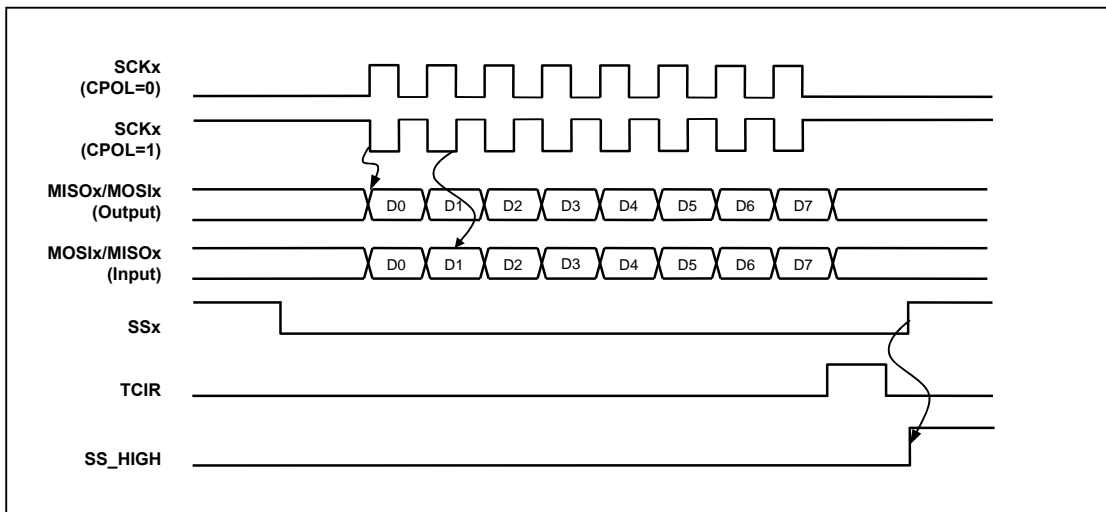 SCKx
(CPOL=0)
SCKx
(CPOL=1)
MISOx/MOSIx
(Output)
D0 D1 D2 D3 D4 D5 D6 D7
MOSIx/MISOx
(Input)
D0 D1 D2 D3 D4 D5 D6 D7
SSx
TCIR
SS_HIGH